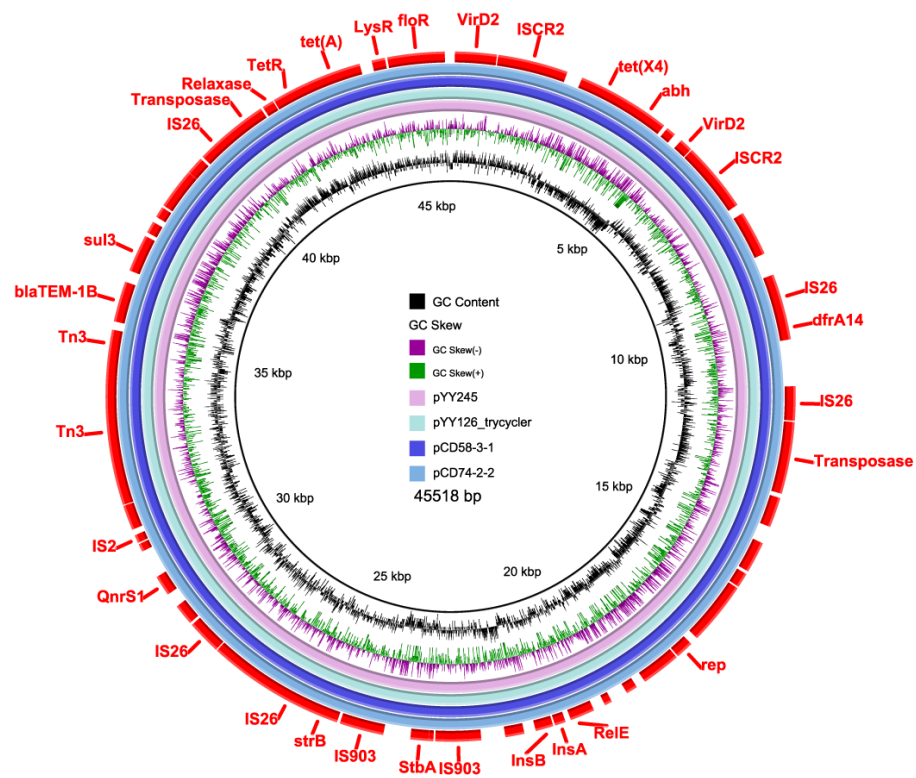 VirD2
ISCR2
tet(X4)
abh
VirD2
ISCR2
IS26
dfrA14
IS26
Transposase
rep
RelE
InsA
InsB
IS903
StbA
IS903
strB
IS26
IS26
QnrS1
IS2
Tn3
Tn3
blaTEM-1B
sul3
IS26
Transposase
Relaxase
TetR
tet(A)
LysR
floR
45 kbp
5 kbp
10 kbp
15 kbp
20 kbp
25 kbp
30 kbp
35 kbp
40 kbp
GC Content
GC Skew
GC Skew(-)
GC Skew(+)
pYY245
pYY126_trycycler
pCD58-3-1
pCD74-2-2
45518 bp